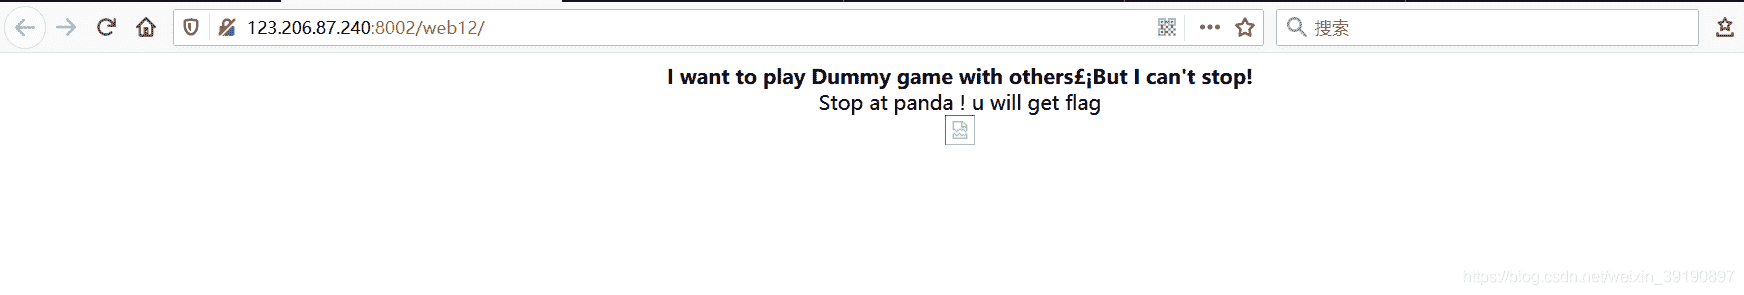 123.206.87.240:8002/web12/
搜索
I want to play Dummy game with others£¡But I can't stop!
Stop at panda ! u will get flag
https://blog.csdn.net/weixin_39190897